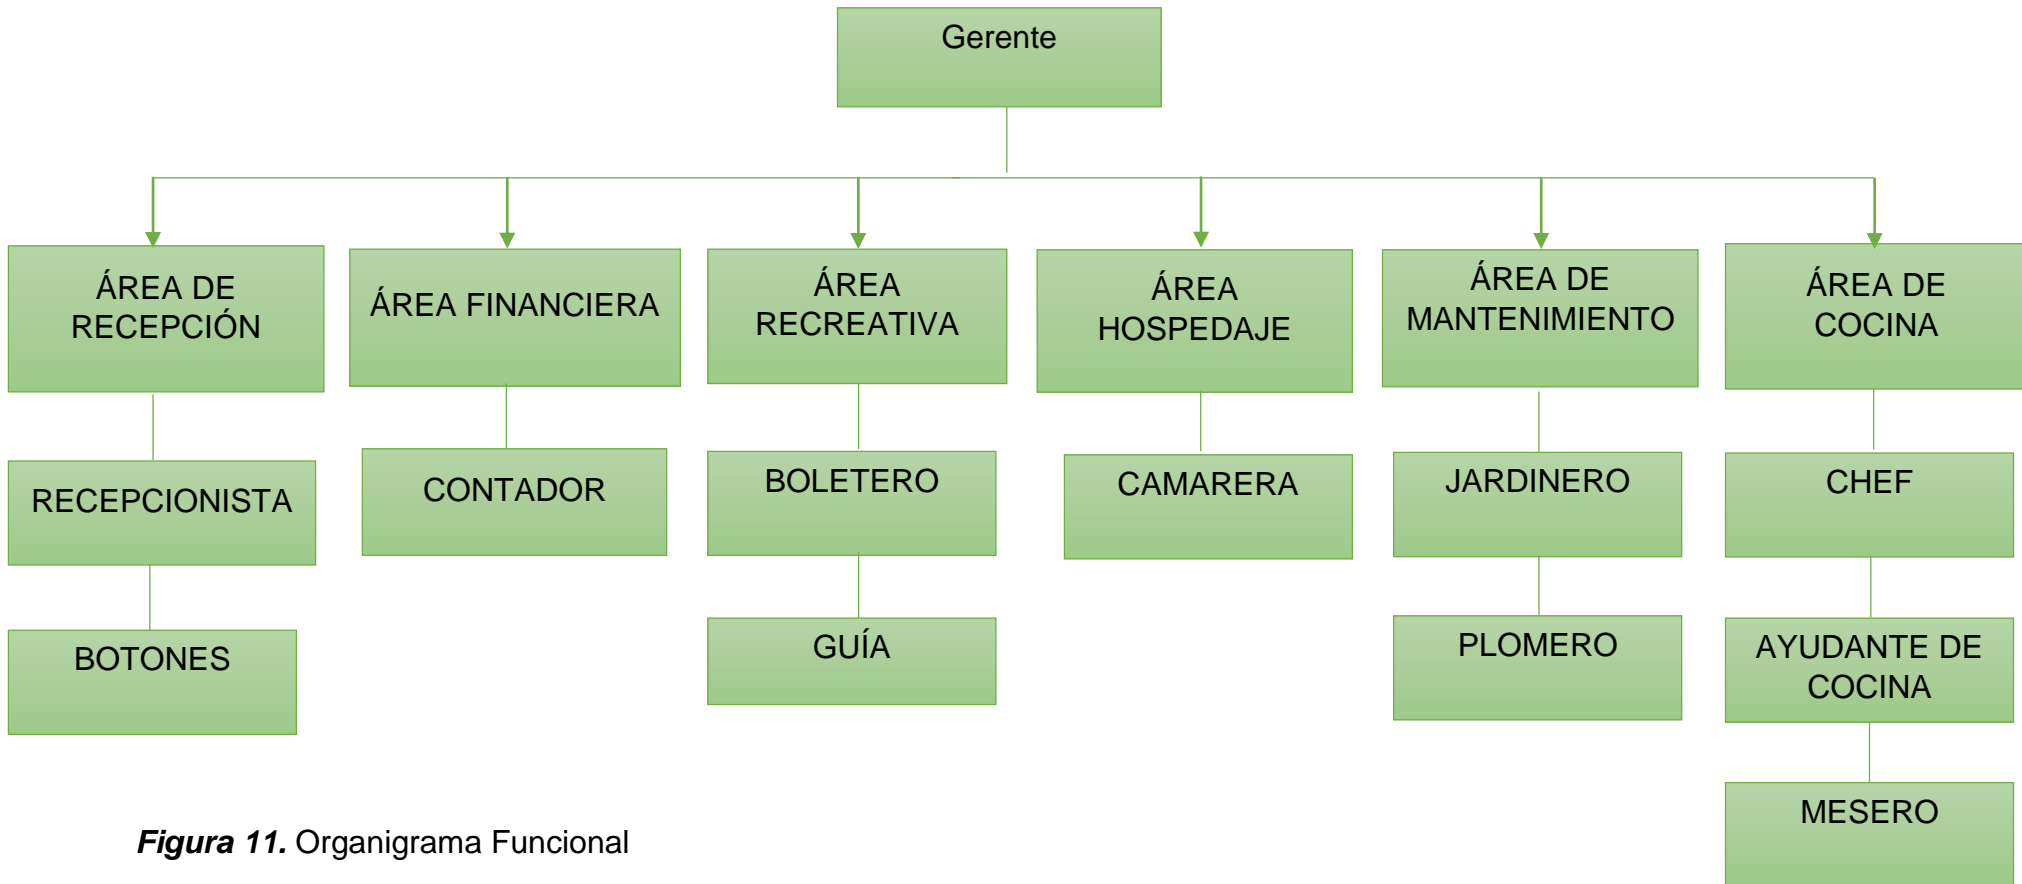 Gerente
ÁREA DE
RECEPCIÓN
ÁREA FINANCIERA
ÁREA
RECREATIVA
ÁREA
HOSPEDAJE
ÁREA DE
MANTENIMIENTO
ÁREA DE
COCINA
RECEPCIONISTA
CONTADOR
BOLETERO
CAMARERA
JARDINERO
CHEF
BOTONES
GUÍA
PLOMERO
AYUDANTE DE
COCINA
MESERO
Figura 11. Organigrama Funcional